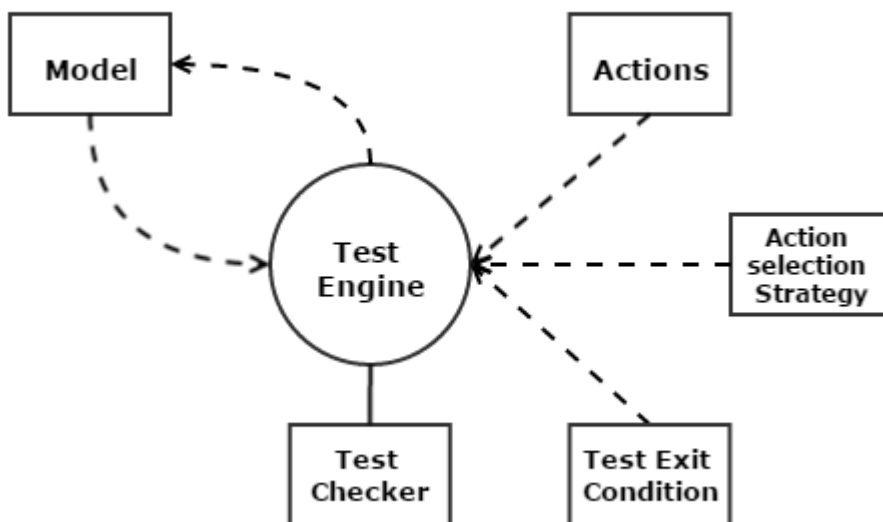 Model
Actions
Test
Engine
Action
selection
Strategy
Test
Checker
Test Exit
Condition